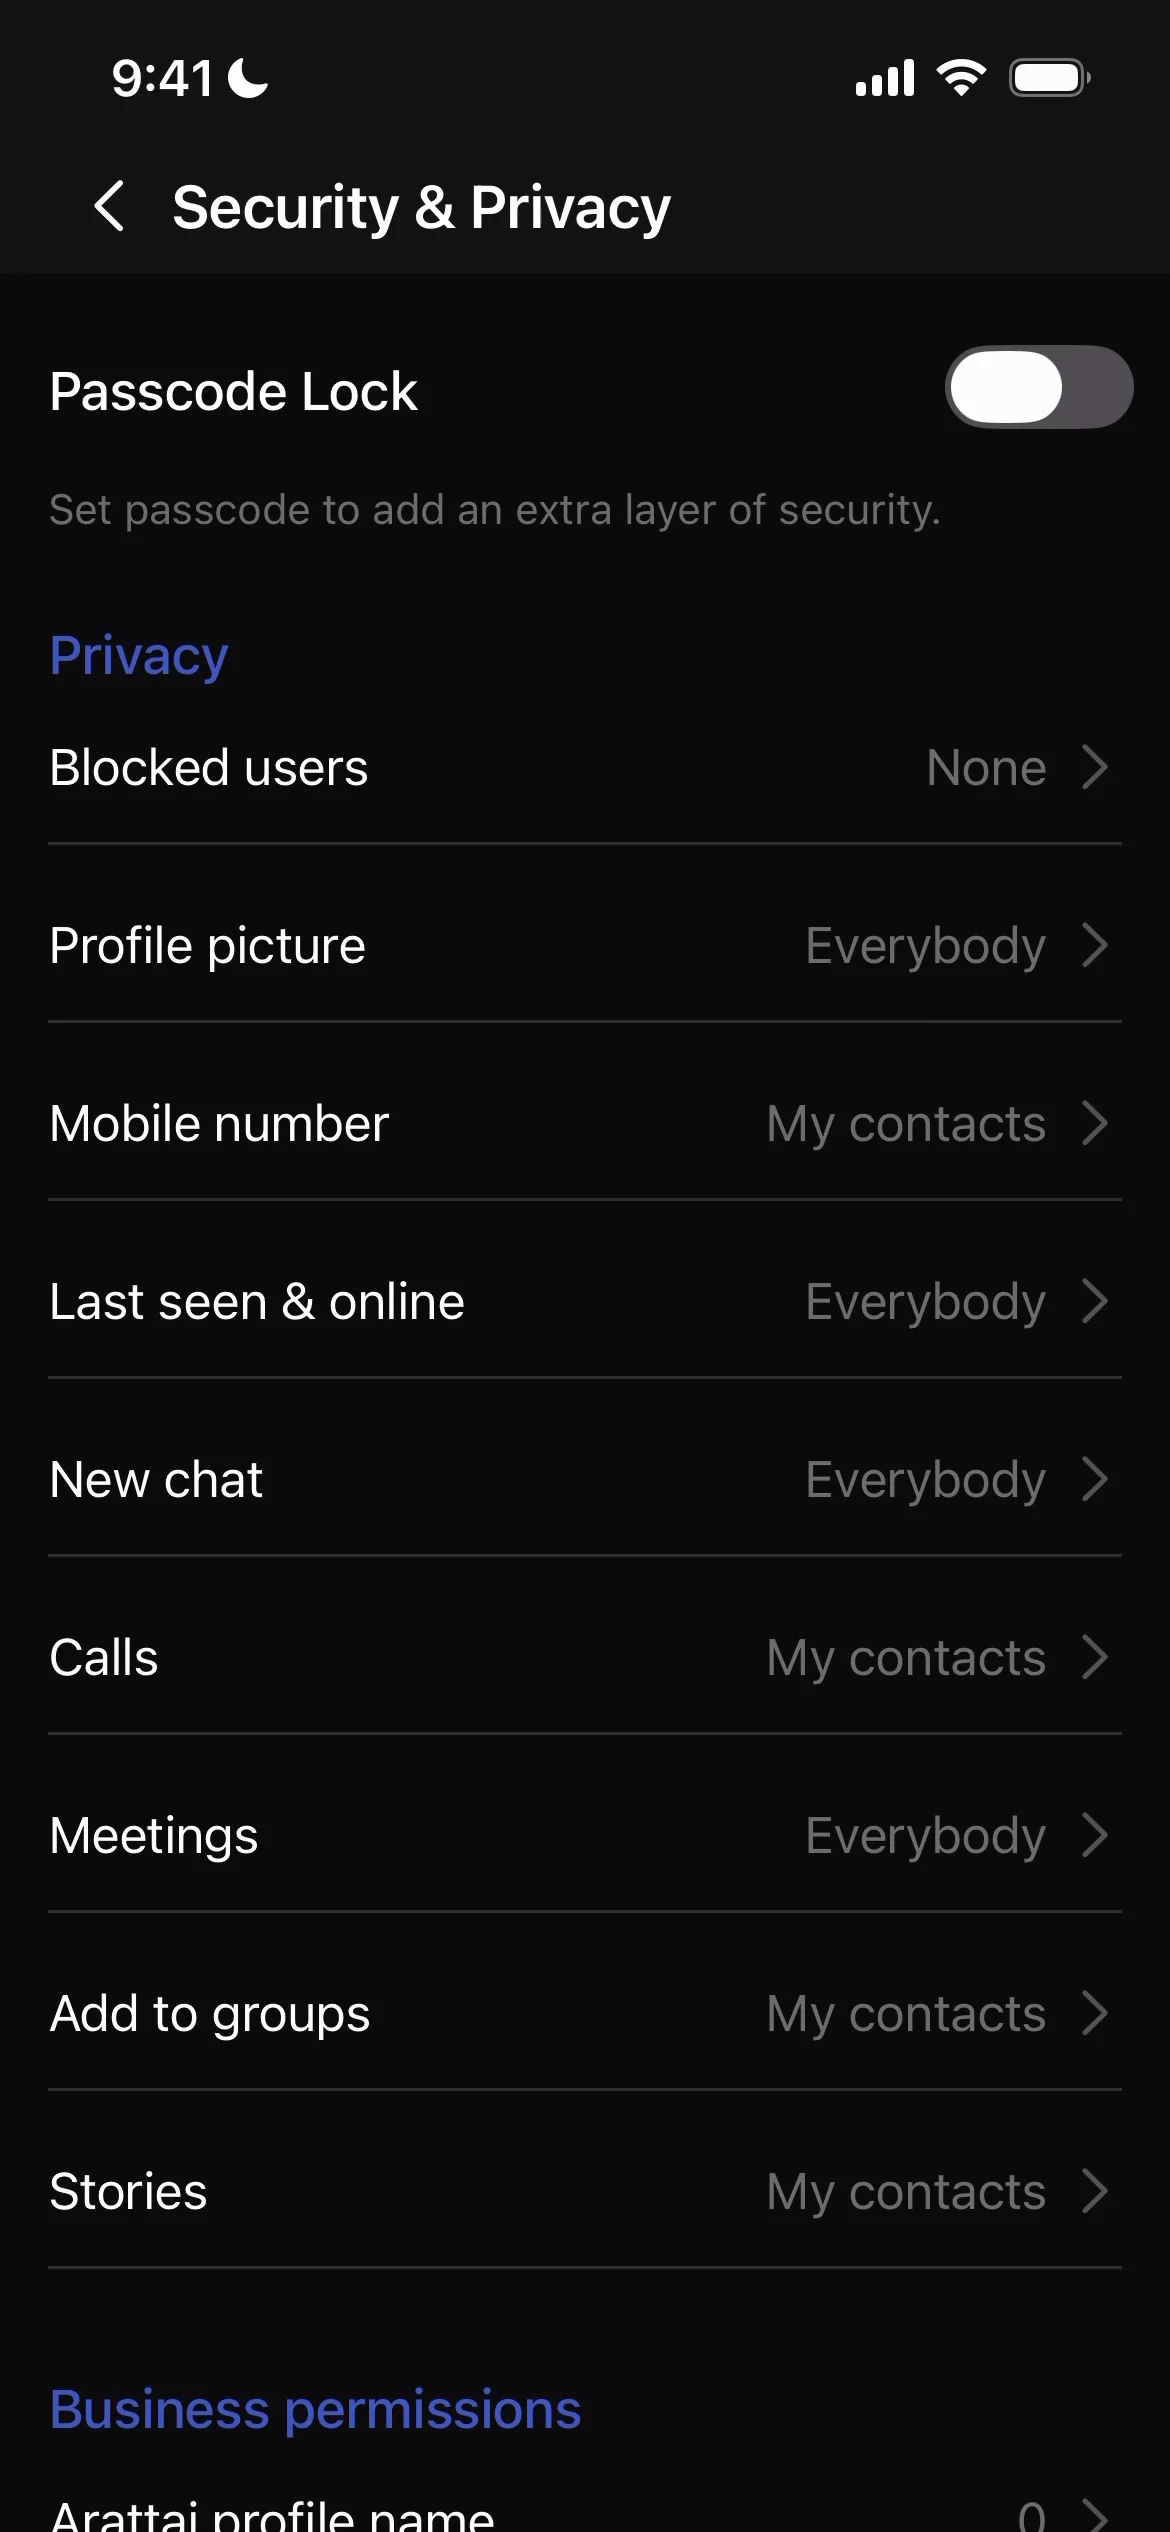 9:41
Security & Privacy
Passcode Lock
Set passcode to add an extra layer of security.
Privacy
Blocked users None
Profile picture Everybody
Mobile number My contacts
Last seen & online Everybody
New chat Everybody
Calls My contacts
Meetings Everybody
Add to groups My contacts
Stories My contacts
Business permissions
Arattai profile name 0